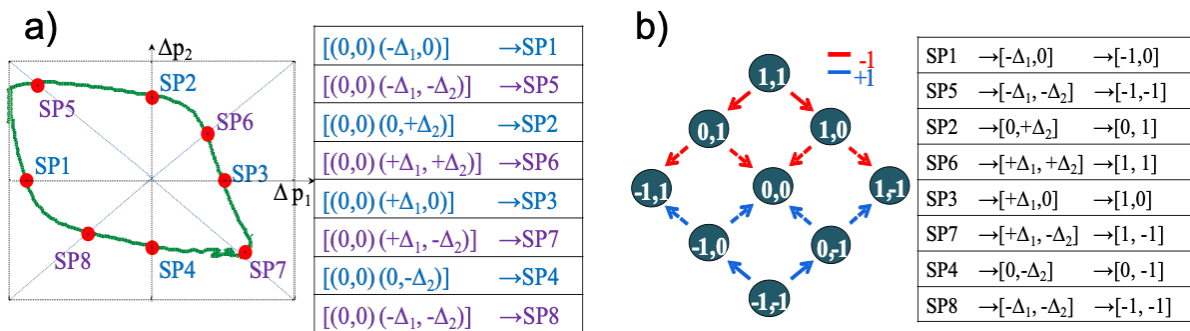 a)
Δp₂
SP2
SP5
SP6
SP1
SP3
Δp₁
SP8
SP4
SP7
[(0,0) (-Δ₁,0)] →SP1
[(0,0) (-Δ₁, -Δ₂)] →SP5
[(0,0) (0,+Δ₂)] →SP2
[(0,0) (+Δ₁, +Δ₂)] →SP6
[(0,0) (+Δ₁,0)] →SP3
[(0,0) (+Δ₁, -Δ₂)] →SP7
[(0,0) (0,-Δ₂)] →SP4
[(0,0) (-Δ₁, -Δ₂)] →SP8
b)
-1
+1
1,1
0,1
1,0
-1,1
0,0
1,-1
-1,0
0,-1
-1,-1
SP1 →[-Δ₁,0] →[-1,0]
SP5 →[-Δ₁, -Δ₂] →[-1,-1]
SP2 →[0,+Δ₂] →[0, 1]
SP6 →[+Δ₁, +Δ₂] →[1, 1]
SP3 →[+Δ₁,0] →[1,0]
SP7 →[+Δ₁, -Δ₂] →[1, -1]
SP4 →[0,-Δ₂] →[0, -1]
SP8 →[-Δ₁, -Δ₂] →[-1, -1]